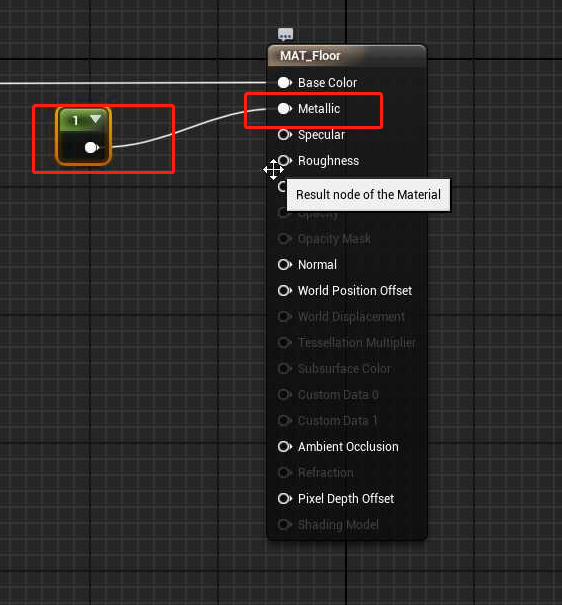 MAT_Floor
Base Color
1
Metallic
Specular
Roughness
Result node of the Material
Opacity
Opacity Mask
Normal
World Position Offset
World Displacement
Tessellation Multiplier
Subsurface Color
Custom Data 0
Custom Data 1
Ambient Occlusion
Refraction
Pixel Depth Offset
Shading Model